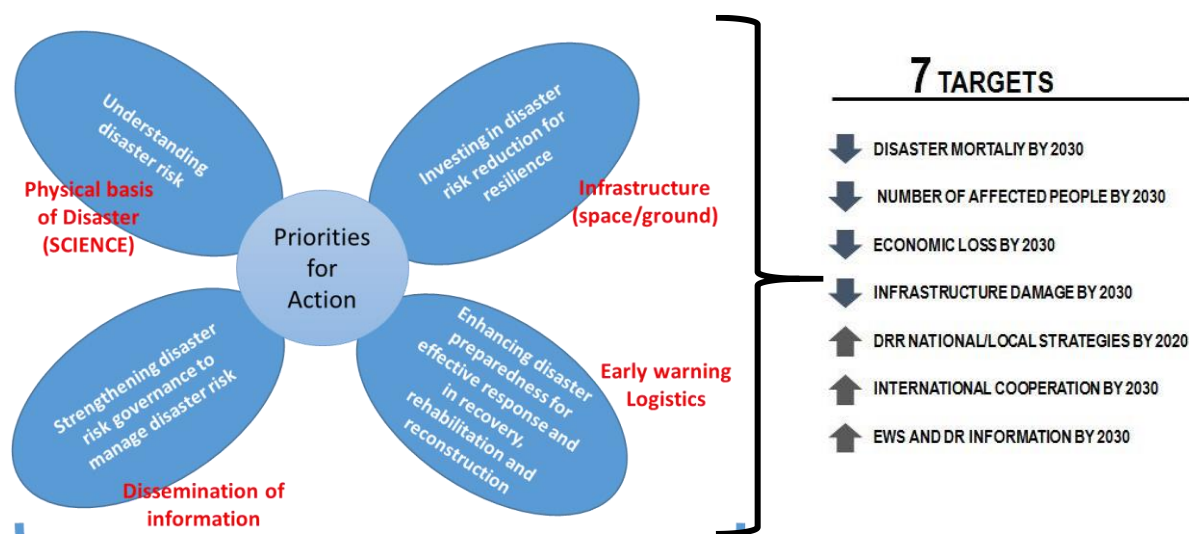 Understanding
disaster risk
Physical basis
of Disaster
(SCIENCE)
Investing in disaster
risk reduction for
resilience
Infrastructure
(space/ground)
Priorities
for
Action
Strengthening disaster
risk governance to
manage disaster risk
Dissemination of
information
Enhancing disaster
preparedness for
effective response and
in recovery,
rehabilitation and
reconstruction
Early warning
Logistics
7 TARGETS
DISASTER MORTALIY BY 2030
NUMBER OF AFFECTED PEOPLE BY 2030
ECONOMIC LOSS BY 2030
INFRASTRUCTURE DAMAGE BY 2030
DRR NATIONAL/LOCAL STRATEGIES BY 2020
INTERNATIONAL COOPERATION BY 2030
EWS AND DR INFORMATION BY 2030